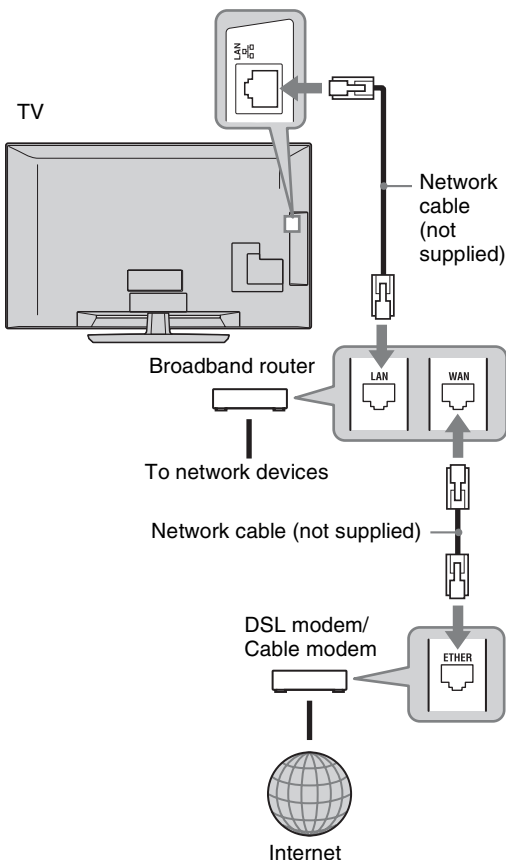 LAN
TV
Network
cable
(not
supplied)
Broadband router
LAN
WAN
To network devices
Network cable (not supplied)
DSL modem/
Cable modem
ETHER
Internet